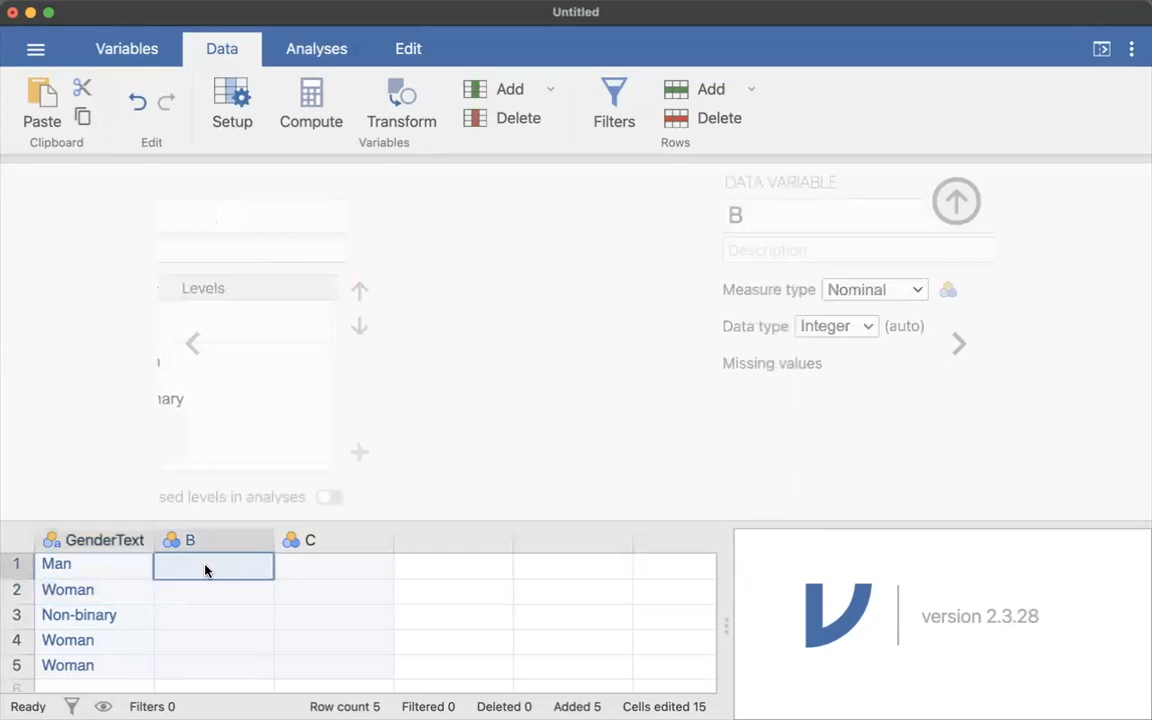 Untitled
Variables
Data
Analyses
Edit
Paste
Clipboard
Edit
Setup
Compute
Transform
Add
Delete
Variables
Filters
Add
Delete
Rows
DATA VARIABLE
B
Description
Levels
Measure type Nominal
Data type Integer (auto)
Missing values
nary
sed levels in analyses
GenderText B C
1 Man
2 Woman
3 Non-binary
4 Woman
5 Woman
6
version 2.3.28
Ready Filters 0 Row count 5 Filtered 0 Deleted 0 Added 5 Cells edited 15